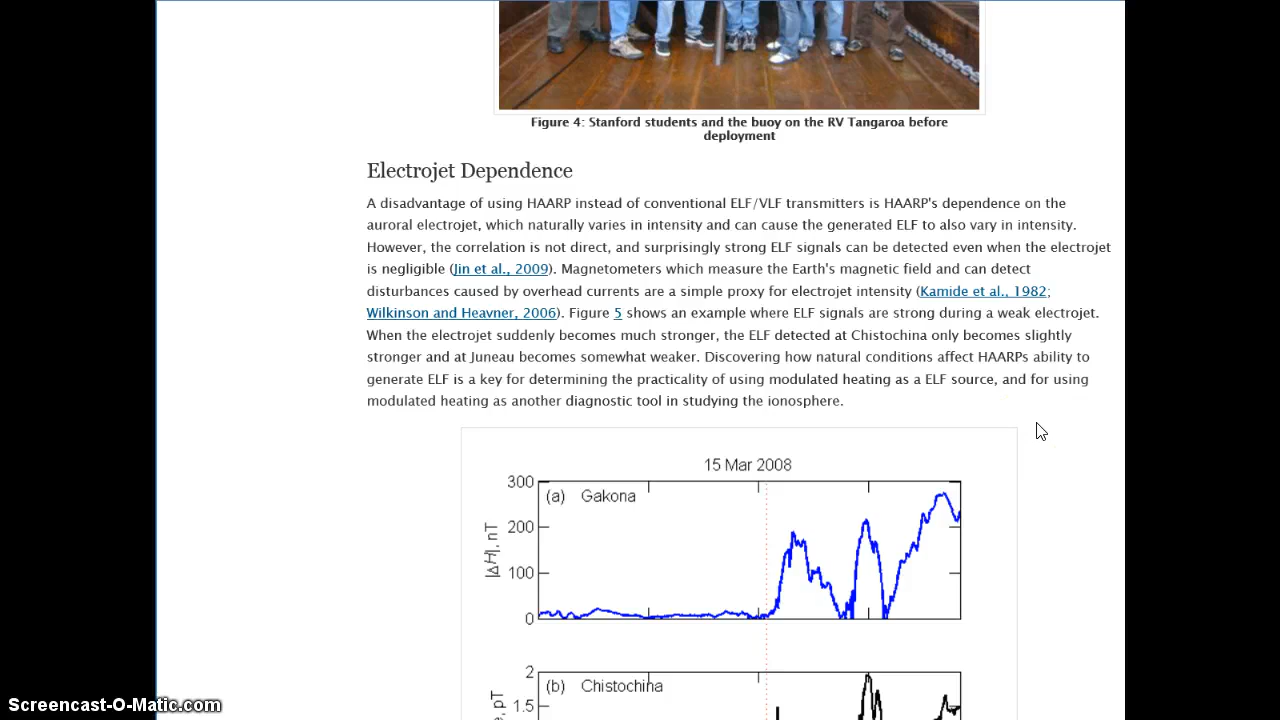 Figure 4: Stanford students and the buoy on the RV Tangaroa before
deployment
Electrojet Dependence
A disadvantage of using HAARP instead of conventional ELF/VLF transmitters is HAARP's dependence on the
auroral electrojet, which naturally varies in intensity and can cause the generated ELF to also vary in intensity.
However, the correlation is not direct, and surprisingly strong ELF signals can be detected even when the electrojet
is negligible (Jin et al., 2009). Magnetometers which measure the Earth's magnetic field and can detect
disturbances caused by overhead currents are a simple proxy for electrojet intensity (Kamide et al., 1982;
Wilkinson and Heavner, 2006). Figure 5 shows an example where ELF signals are strong during a weak electrojet.
When the electrojet suddenly becomes much stronger, the ELF detected at Chistochina only becomes slightly
stronger and at Juneau becomes somewhat weaker. Discovering how natural conditions affect HAARPs ability to
generate ELF is a key for determining the practicality of using modulated heating as a ELF source, and for using
modulated heating as another diagnostic tool in studying the ionosphere.
15 Mar 2008
300
(a) Gakona
200
|ΔH|, nT
100
0
2
(b) Chistochina
1.5
pT
Screencast-O-Matic.com